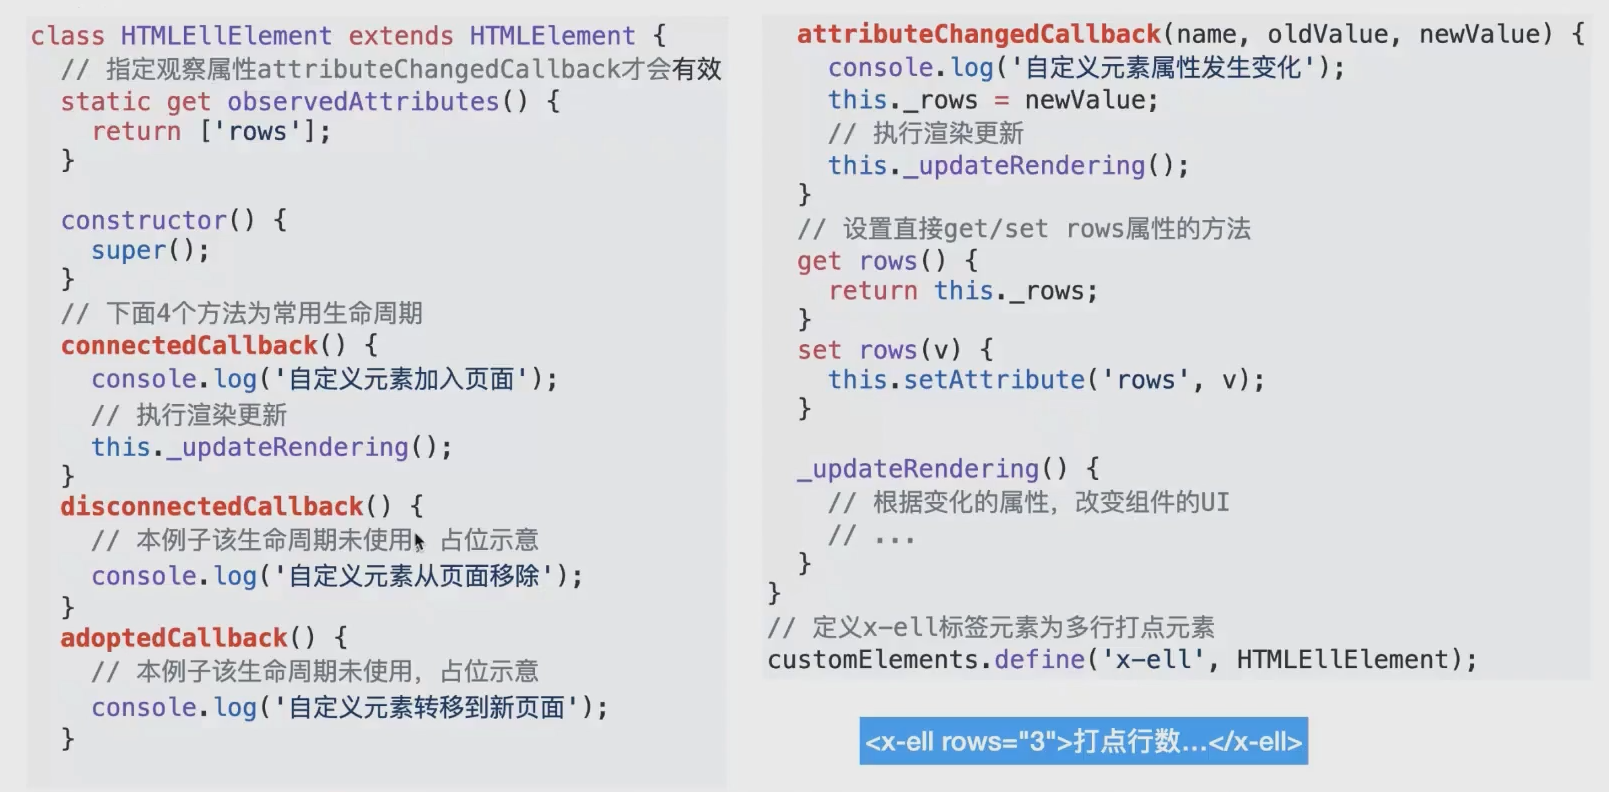 class HTMLEllElement extends HTMLElement {
// 指定观察属性attributeChangedCallback才会有效
static get observedAttributes() {
return ['rows'];
}
constructor() {
super();
}
// 下面4个方法为常用生命周期
connectedCallback() {
console.log('自定义元素加入页面');
// 执行渲染更新
this._updateRendering();
}
disconnectedCallback() {
// 本例子该生命周期未使用，占位示意
console.log('自定义元素从页面移除');
}
adoptedCallback() {
// 本例子该生命周期未使用，占位示意
console.log('自定义元素转移到新页面');
}
attributeChangedCallback(name, oldValue, newValue) {
console.log('自定义元素属性发生变化');
this._rows = newValue;
// 执行渲染更新
this._updateRendering();
}
// 设置直接get/set rows属性的方法
get rows() {
return this._rows;
}
set rows(v) {
this.setAttribute('rows', v);
}
_updateRendering() {
// 根据变化的属性，改变组件的UI
// ...
}
}
// 定义x-ell标签元素为多行打点元素
customElements.define('x-ell', HTMLEllElement);
<x-ell rows="3">打点行数...</x-ell>